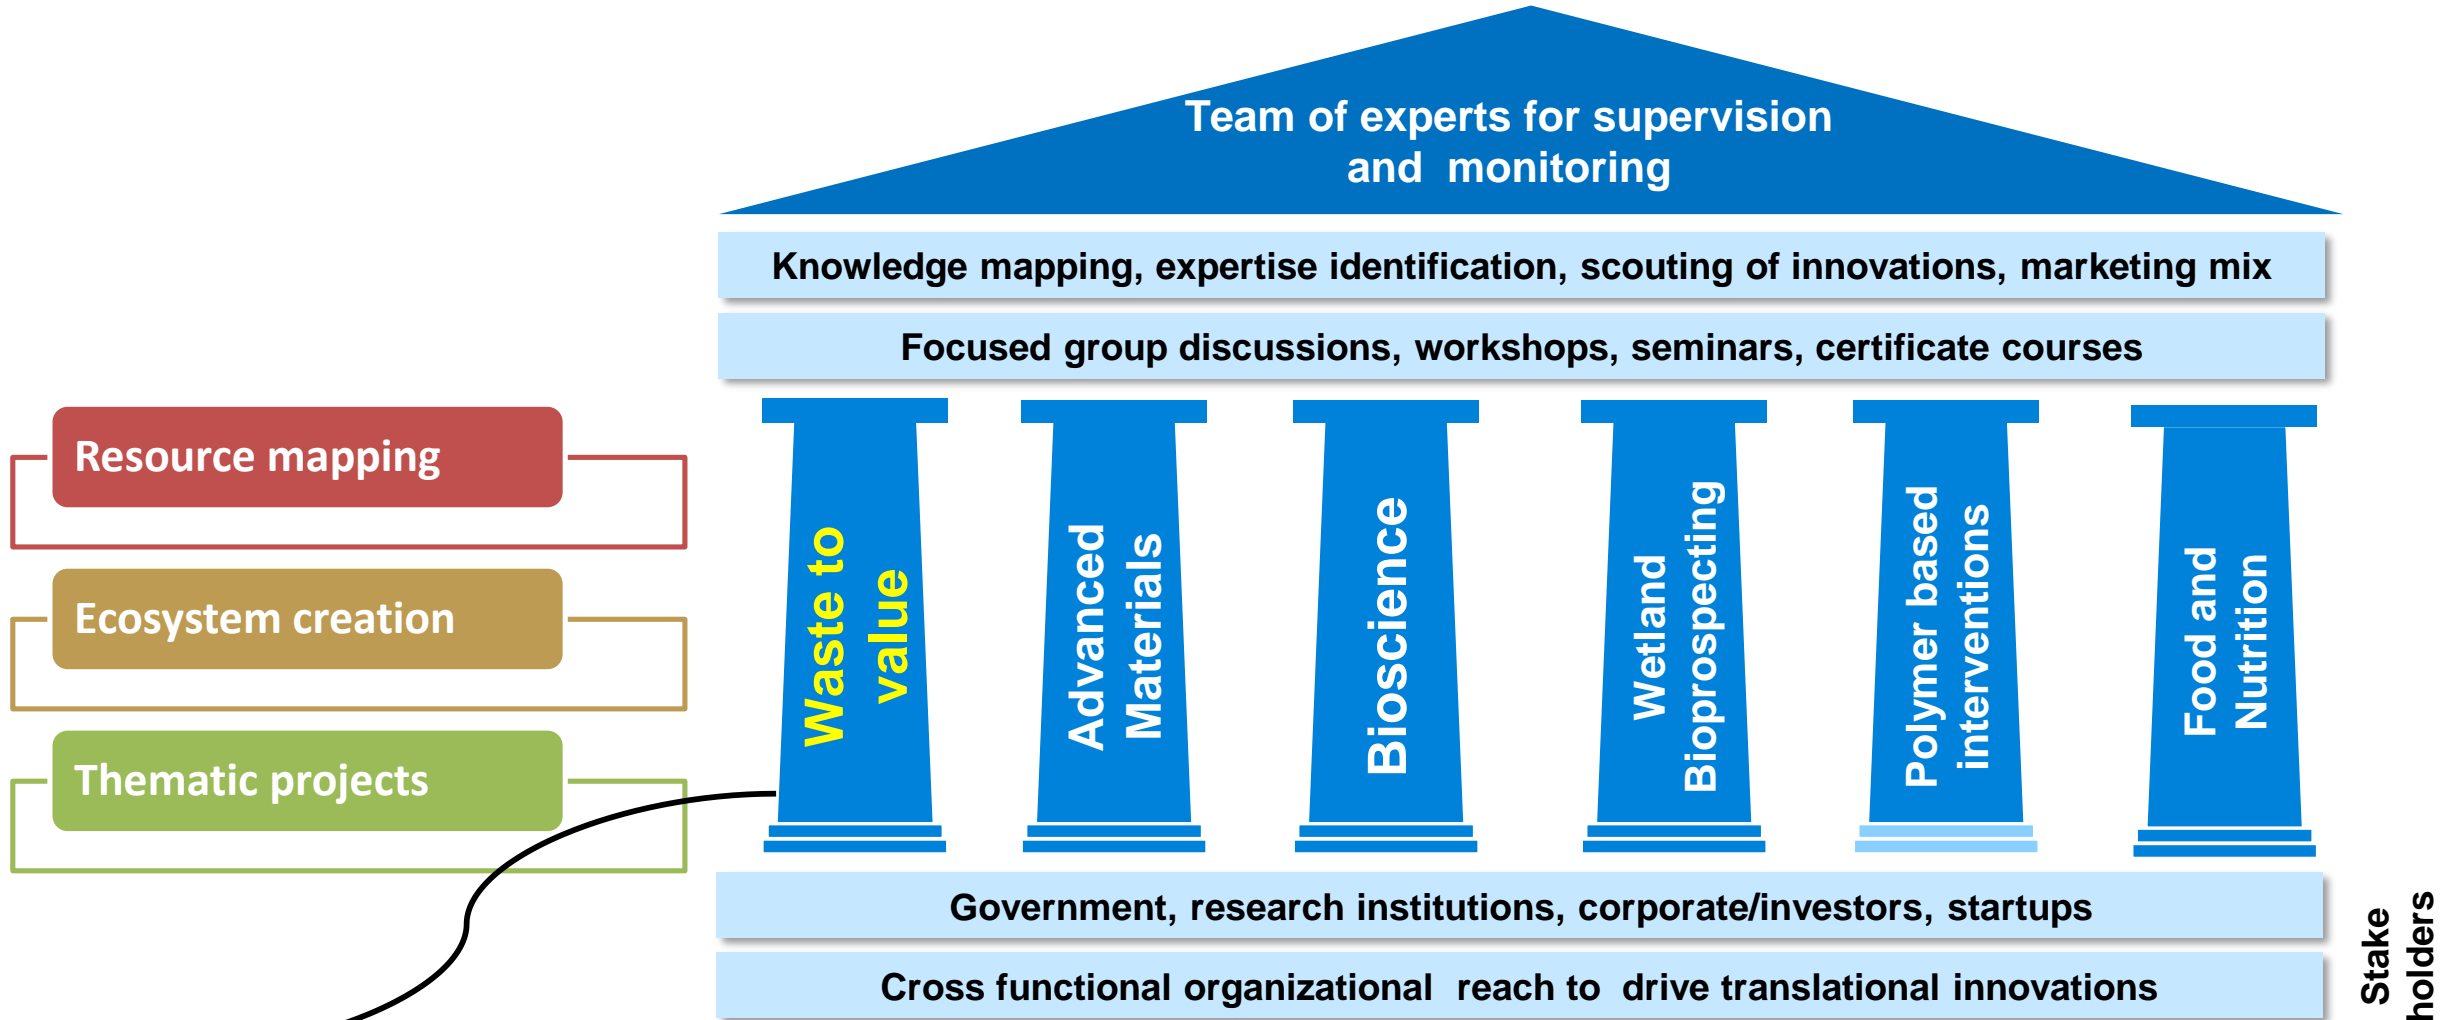 Team of experts for supervision
and monitoring
Knowledge mapping, expertise identification, scouting of innovations, marketing mix
Focused group discussions, workshops, seminars, certificate courses
Resource mapping
Ecosystem creation
Thematic projects
Waste to
value
Advanced
Materials
Bioscience
Wetland
Bioprospecting
Polymer based
interventions
Food and
Nutrition
Government, research institutions, corporate/investors, startups
Cross functional organizational reach to drive translational innovations
Stake
holders